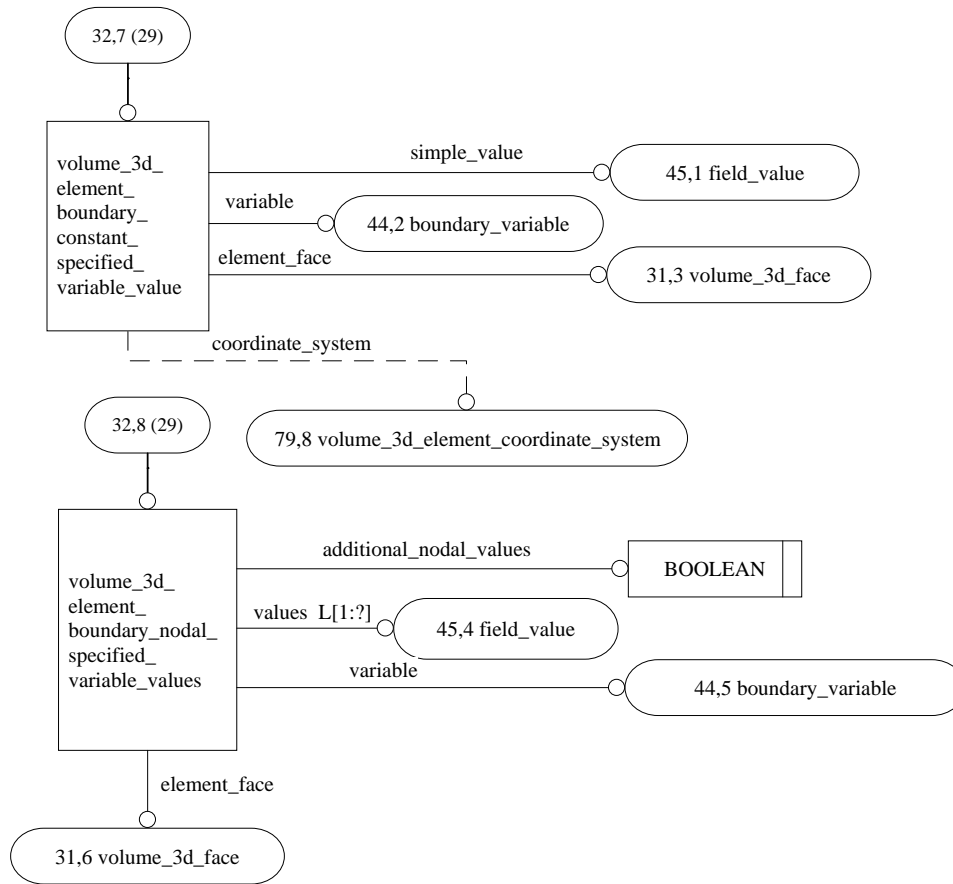 32,7 (29)
volume_3d_
element_
boundary_
constant_
specified_
variable_value
simple_value
45,1 field_value
variable
44,2 boundary_variable
element_face
31,3 volume_3d_face
coordinate_system
79,8 volume_3d_element_coordinate_system
32,8 (29)
volume_3d_
element_
boundary_nodal_
specified_
variable_values
additional_nodal_values
BOOLEAN
values L[1:?]
45,4 field_value
variable
44,5 boundary_variable
element_face
31,6 volume_3d_face